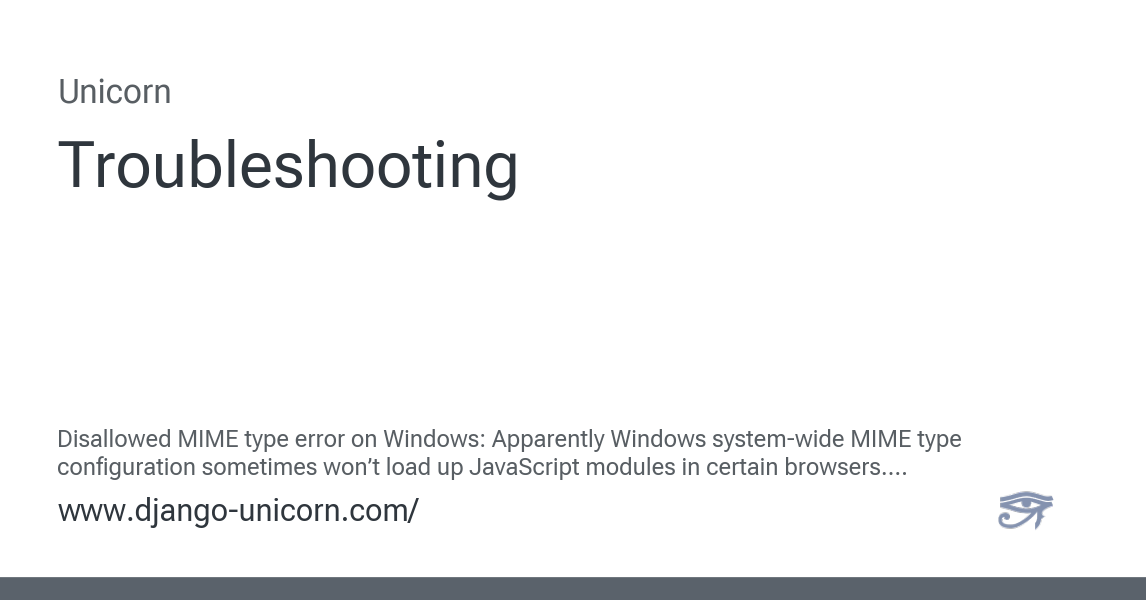 Unicorn
Troubleshooting
Disallowed MIME type error on Windows: Apparently Windows system-wide MIME type
configuration sometimes won’t load up JavaScript modules in certain browsers....
www.django-unicorn.com/